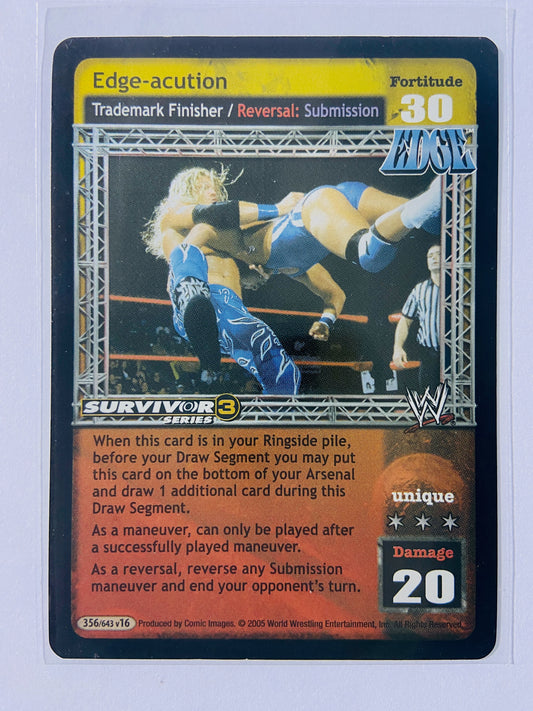 Edge-acution
Fortitude
Trademark Finisher / Reversal: Submission
30
EDGE
SURVIVOR 3
SERIES
W
When this card is in your Ringside pile,
before your Draw Segment you may put
this card on the bottom of your Arsenal
and draw 1 additional card during this
Draw Segment.
As a maneuver, can only be played after
a successfully played maneuver.
As a reversal, reverse any Submission
maneuver and end your opponent's turn.
unique
Damage
20
356/643 v16
Produced by Comic Images. © 2005 World Wrestling Entertainment, Inc. All Rights Reserved.